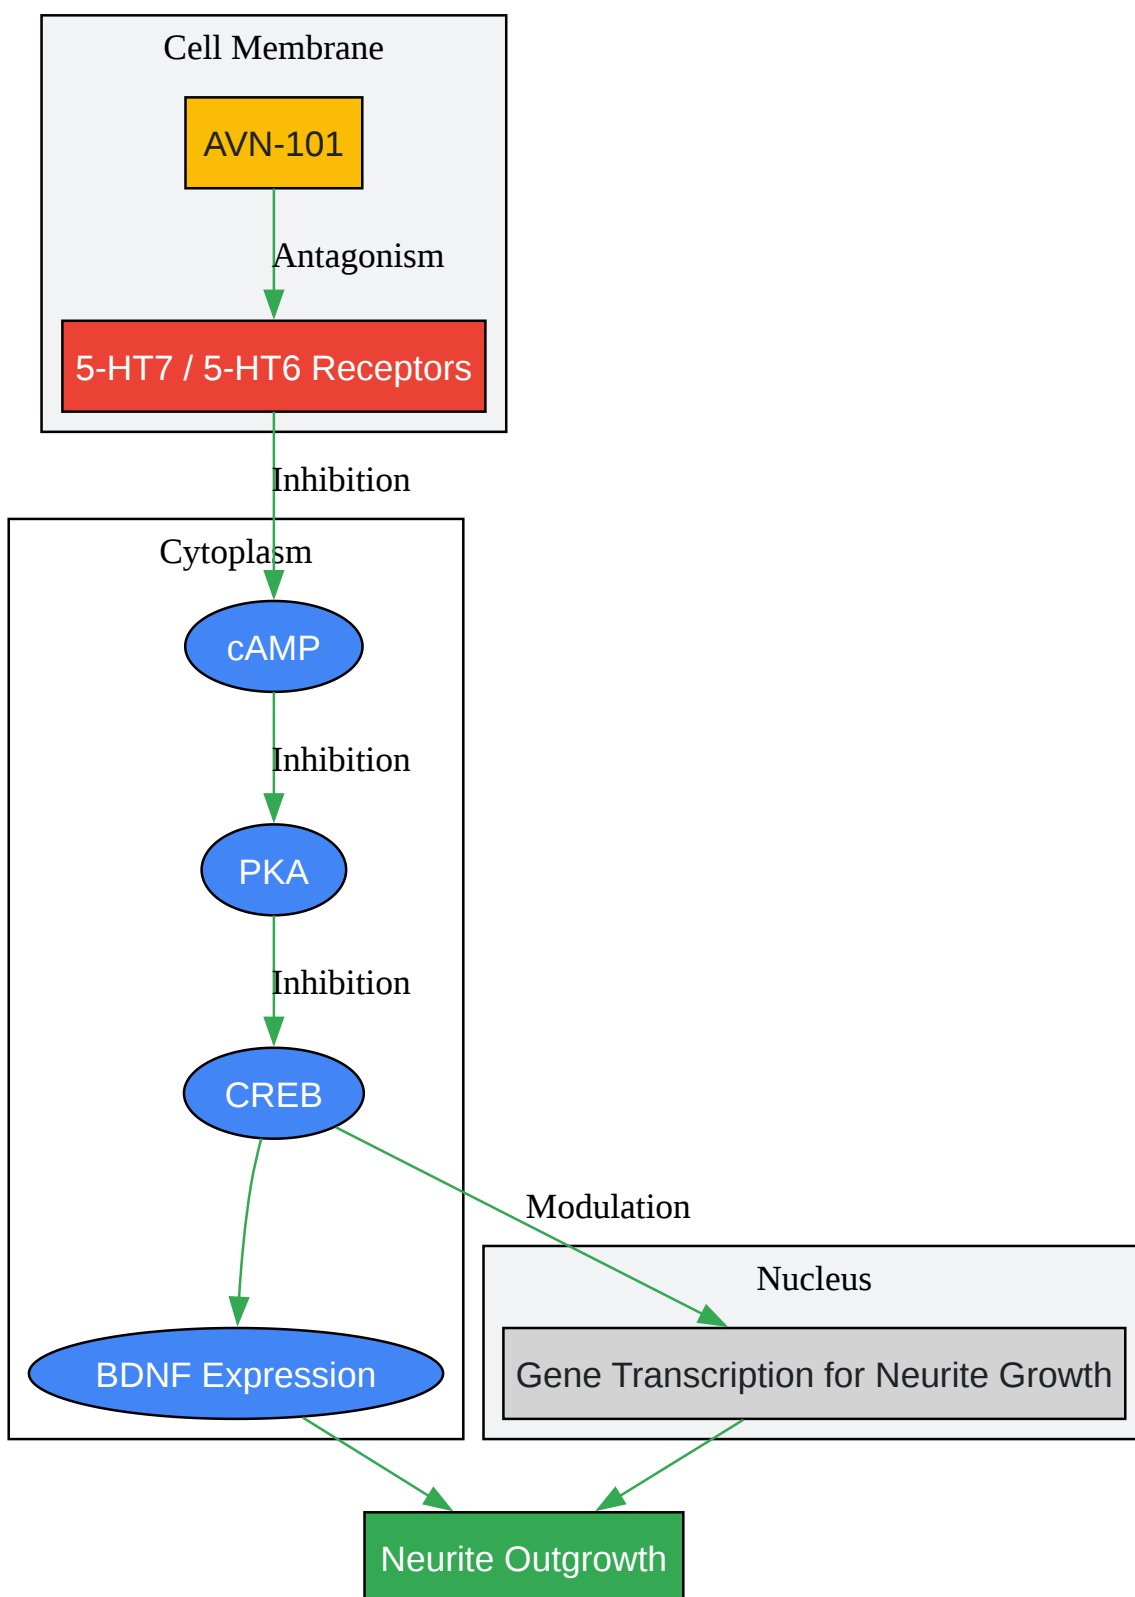 Cell Membrane
AVN-101
Antagonism
5-HT7 / 5-HT6 Receptors
Inhibition
Cytoplasm
cAMP
Inhibition
PKA
Inhibition
CREB
Modulation
Nucleus
BDNF Expression
Gene Transcription for Neurite Growth
Neurite Outgrowth